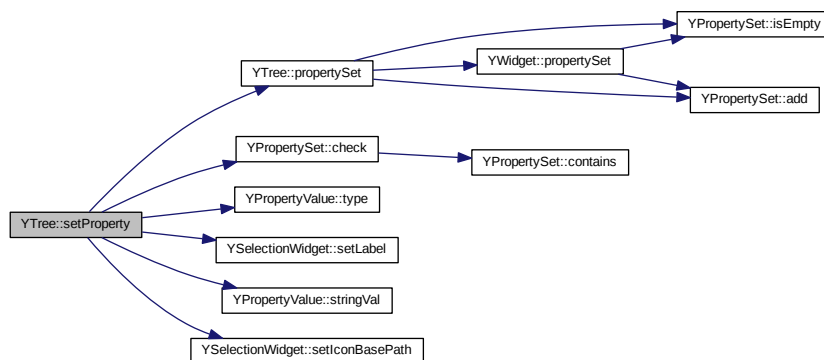 YPropertySet::isEmpty
YTree::propertySet
YWidget::propertySet
YPropertySet::add
YPropertySet::check
YPropertySet::contains
YPropertyValue::type
YTree::setProperty
YSelectionWidget::setLabel
YPropertyValue::stringVal
YSelectionWidget::setIconBasePath